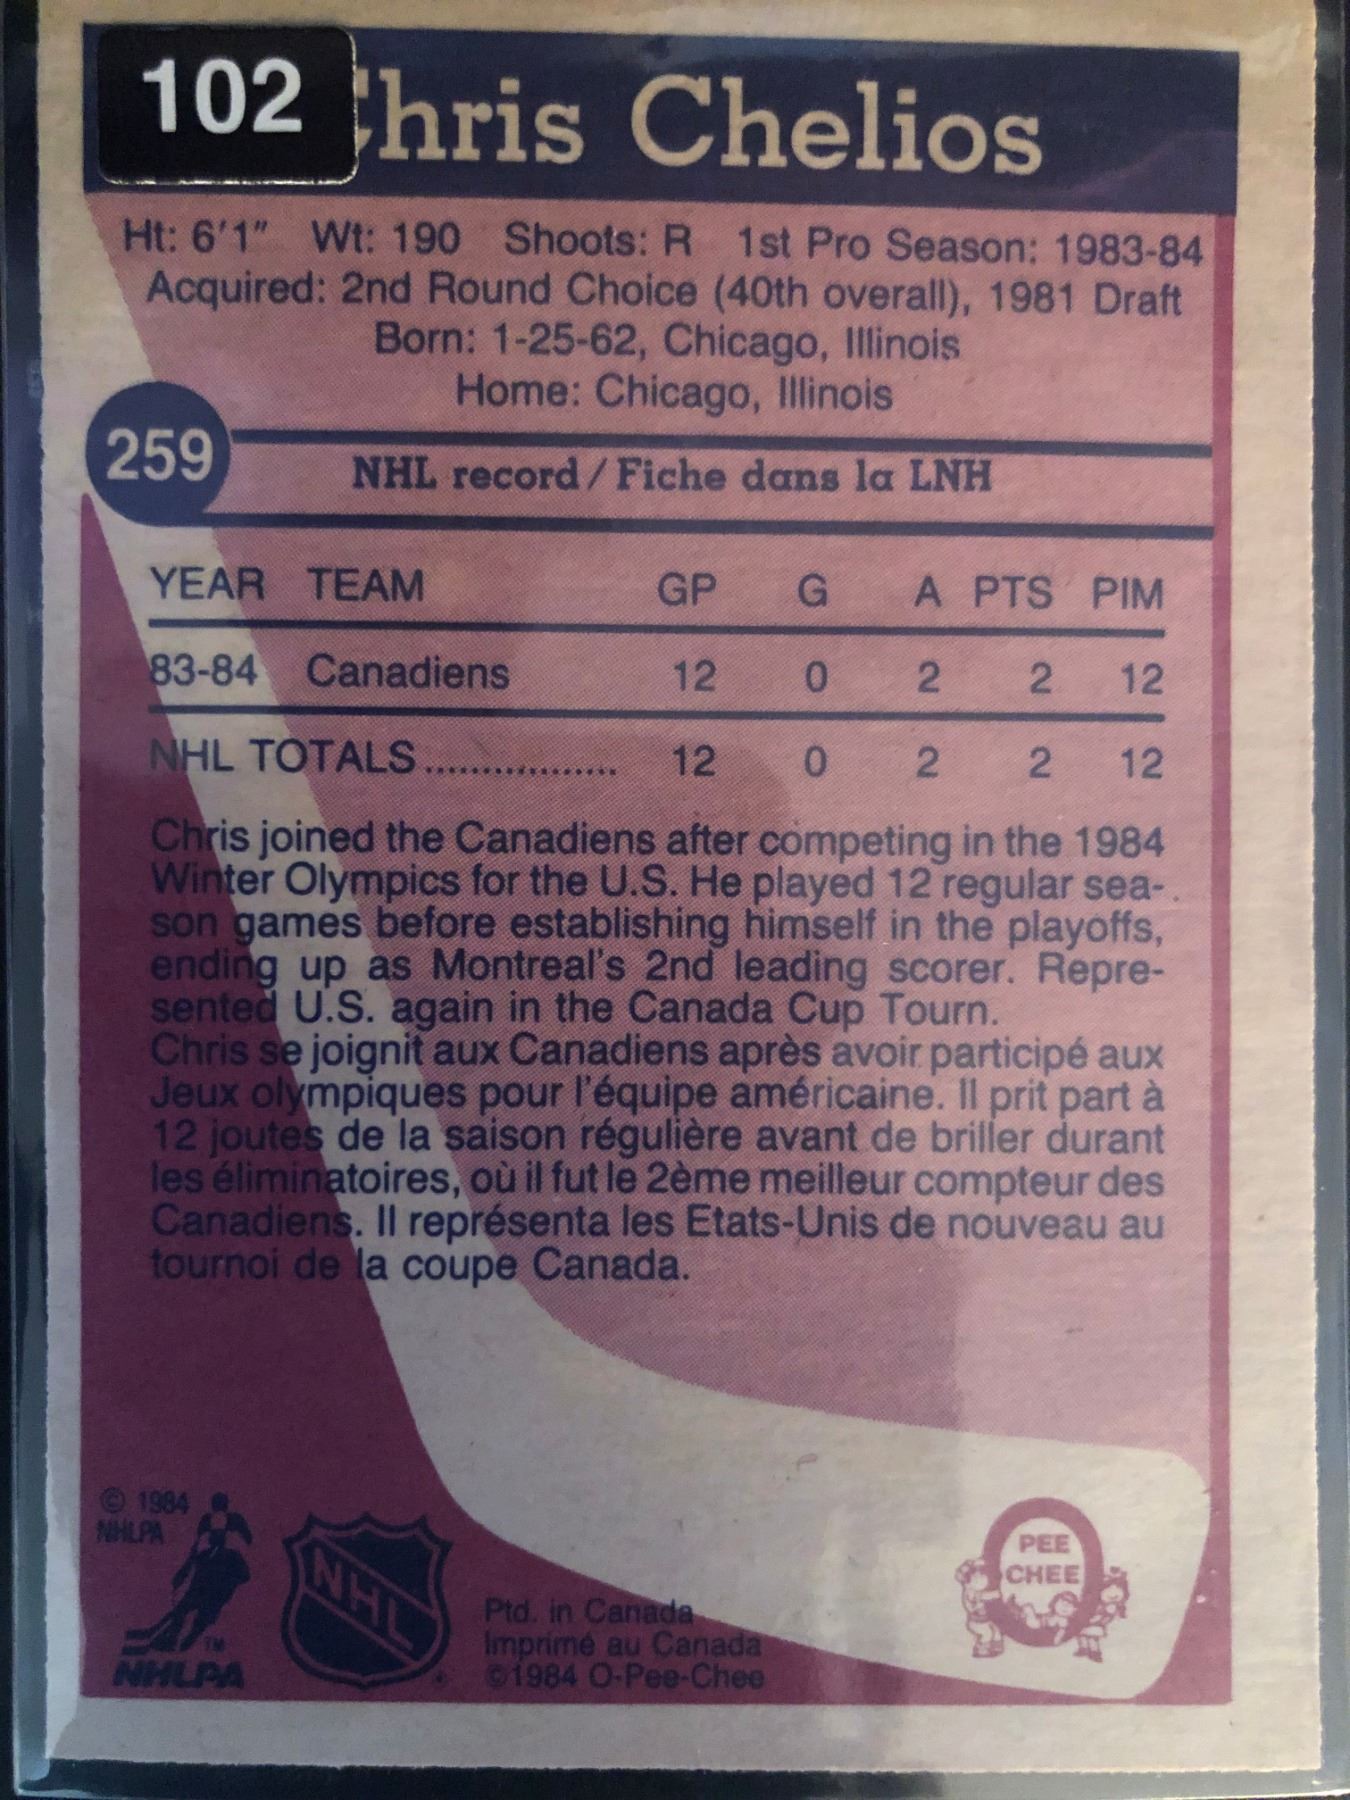 102
Chris Chelios
Ht: 6'1" Wt: 190 Shoots: R 1st Pro Season: 1983-84
Acquired: 2nd Round Choice (40th overall), 1981 Draft
Born: 1-25-62, Chicago, Illinois
Home: Chicago, Illinois
259
NHL record/Fiche dans la LNH
YEAR TEAM GP G A PTS PIM
83-84 Canadiens 12 0 2 2 12
NHL TOTALS.................. 12 0 2 2 12
Chris joined the Canadiens after competing in the 1984
Winter Olympics for the U.S. He played 12 regular sea-
son games before establishing himself in the playoffs,
ending up as Montreal's 2nd leading scorer. Repre-
sented U.S. again in the Canada Cup Tourn.
Chris se joignit aux Canadiens après avoir participé aux
Jeux olympiques pour l'équipe américaine. Il prit part à
12 joutes de la saison régulière avant de briller durant
les éliminatoires, où il fut le 2ème meilleur compteur des
Canadiens. Il représenta les Etats-Unis de nouveau au
tournoi de la coupe Canada.
© 1984
NHLPA
TM
NHLPA
NHL
Ptd. in Canada
Imprimé au Canada
©1984 O-Pee-Chee
PEE
CHEE